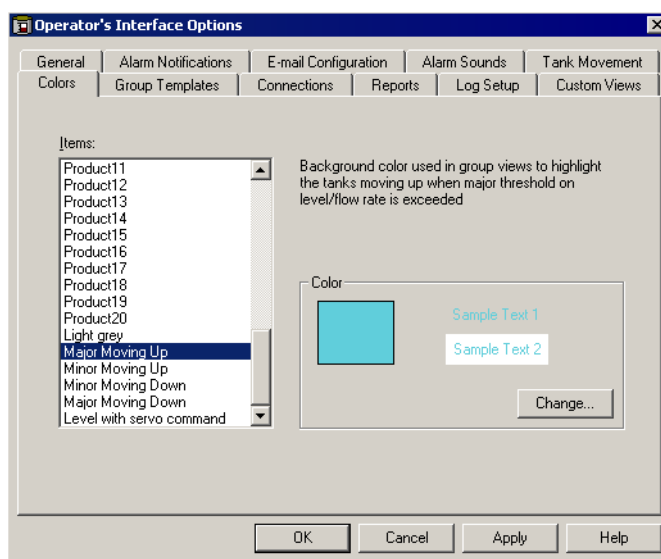 Operator's Interface Options
General Alarm Notifications E-mail Configuration Alarm Sounds Tank Movement
Colors Group Templates Connections Reports Log Setup Custom Views
Items:
Product11
Product12
Product13
Product14
Product15
Product16
Product17
Product18
Product19
Product20
Light grey
Major Moving Up
Minor Moving Up
Minor Moving Down
Major Moving Down
Level with servo command
Background color used in group views to highlight
the tanks moving up when major threshold on
level/flow rate is exceeded
Color
Sample Text 1
Sample Text 2
Change...
OK Cancel Apply Help